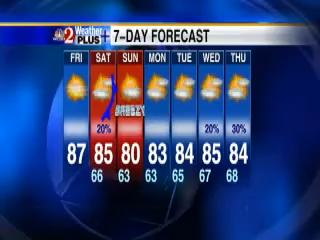 2 Weather PLUS + 7-DAY FORECAST
FRI SAT SUN MON TUE WED THU
BREEZY
20% 20% 30%
87 85 80 83 84 85 84
66 63 63 65 67 68